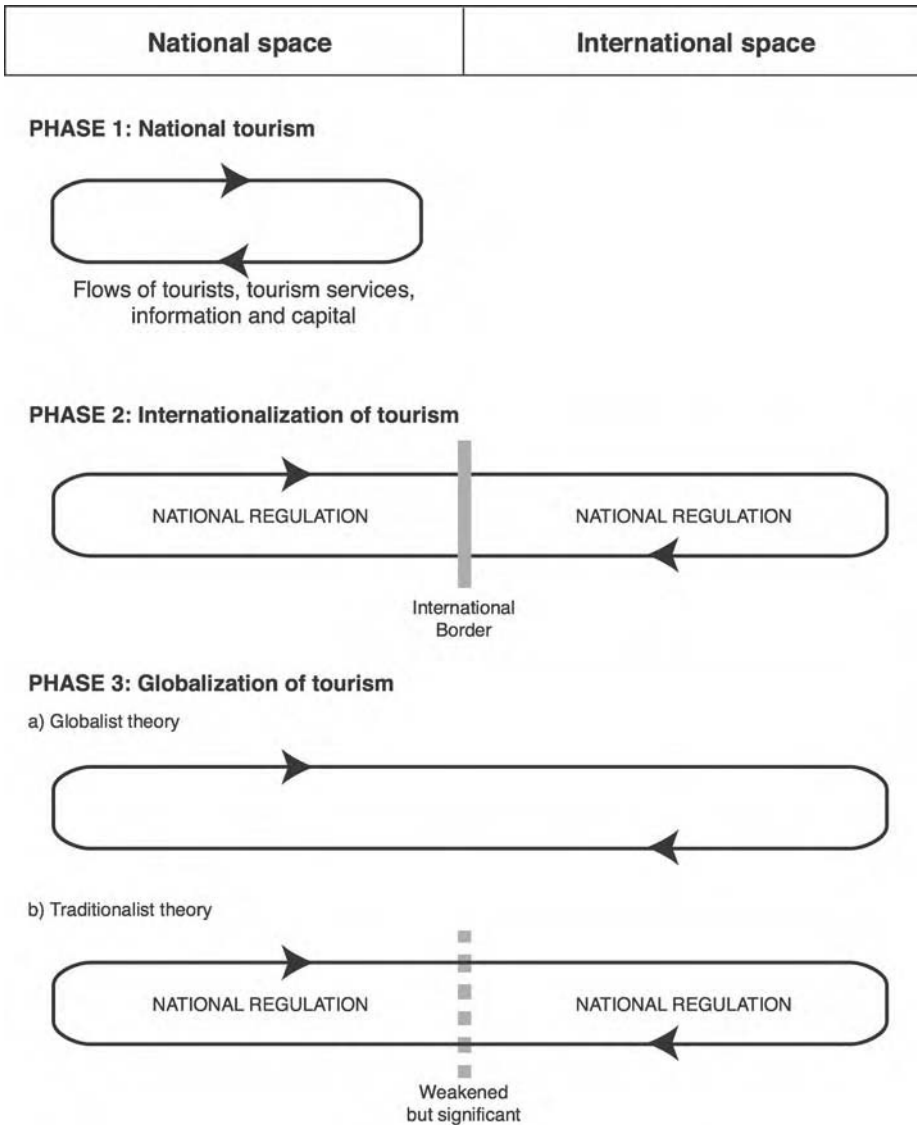 National space
International space
PHASE 1: National tourism
Flows of tourists, tourism services,
information and capital
PHASE 2: Internationalization of tourism
NATIONAL REGULATION
NATIONAL REGULATION
International
Border
PHASE 3: Globalization of tourism
a) Globalist theory
b) Traditionalist theory
NATIONAL REGULATION
NATIONAL REGULATION
Weakened
but significant